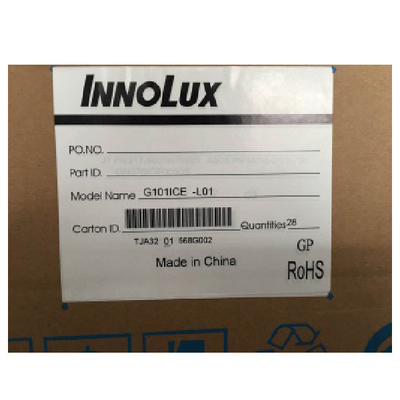 INNOLUX
PO.NO.
Part ID.
Model Name G101ICE -L01
Carton ID. Quantities 28
TJA32 01 568G002
GP
Made in China
RoHS